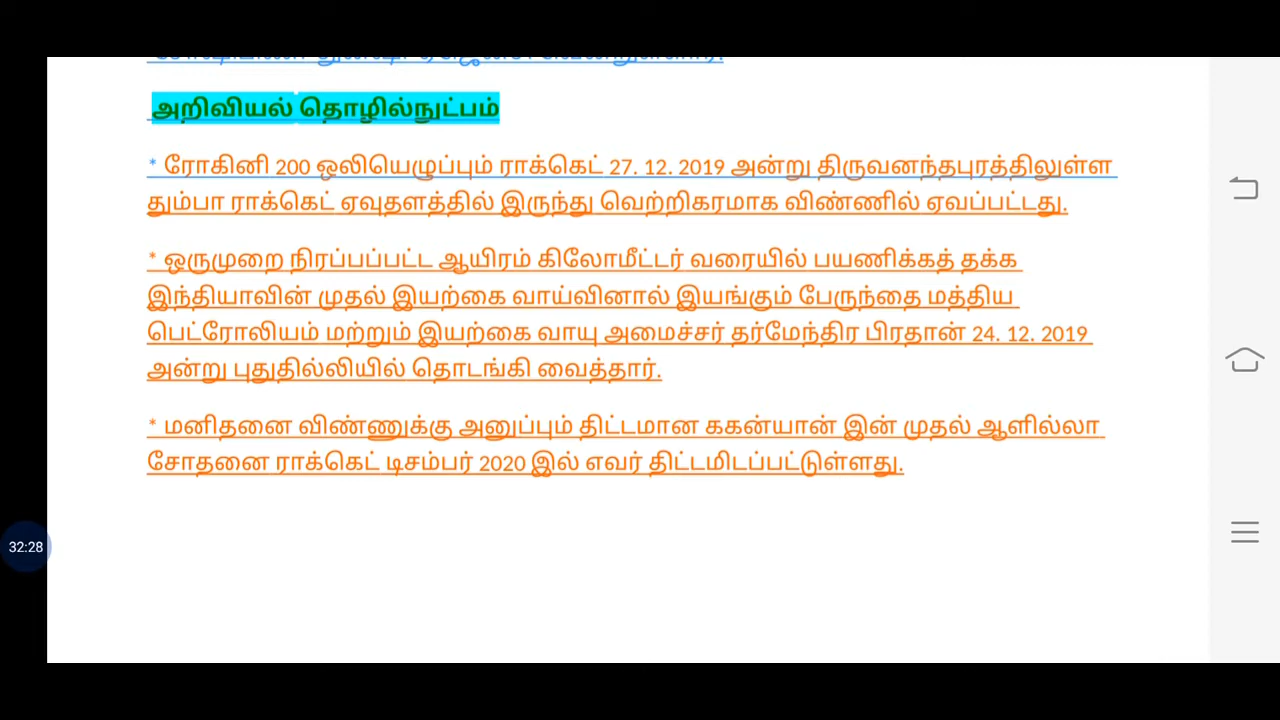 அறிவியல் தொழில்நுட்பம்
* ரோகினி 200 ஒலியெழுப்பும் ராக்கெட் 27. 12. 2019 அன்று திருவனந்தபுரத்திலுள்ள
தும்பா ராக்கெட் ஏவுதளத்தில் இருந்து வெற்றிகரமாக விண்ணில் ஏவப்பட்டது.
* ஒருமுறை நிரப்பப்பட்ட ஆயிரம் கிலோமீட்டர் வரையில் பயணிக்கத் தக்க
இந்தியாவின் முதல் இயற்கை வாய்வினால் இயங்கும் பேருந்தை மத்திய
பெட்ரோலியம் மற்றும் இயற்கை வாயு அமைச்சர் தர்மேந்திர பிரதான் 24. 12. 2019
அன்று புதுதில்லியில் தொடங்கி வைத்தார்.
* மனிதனை விண்ணுக்கு அனுப்பும் திட்டமான ககன்யான் இன் முதல் ஆளில்லா
சோதனை ராக்கெட் டிசம்பர் 2020 இல் எவர் திட்டமிடப்பட்டுள்ளது.
32:28